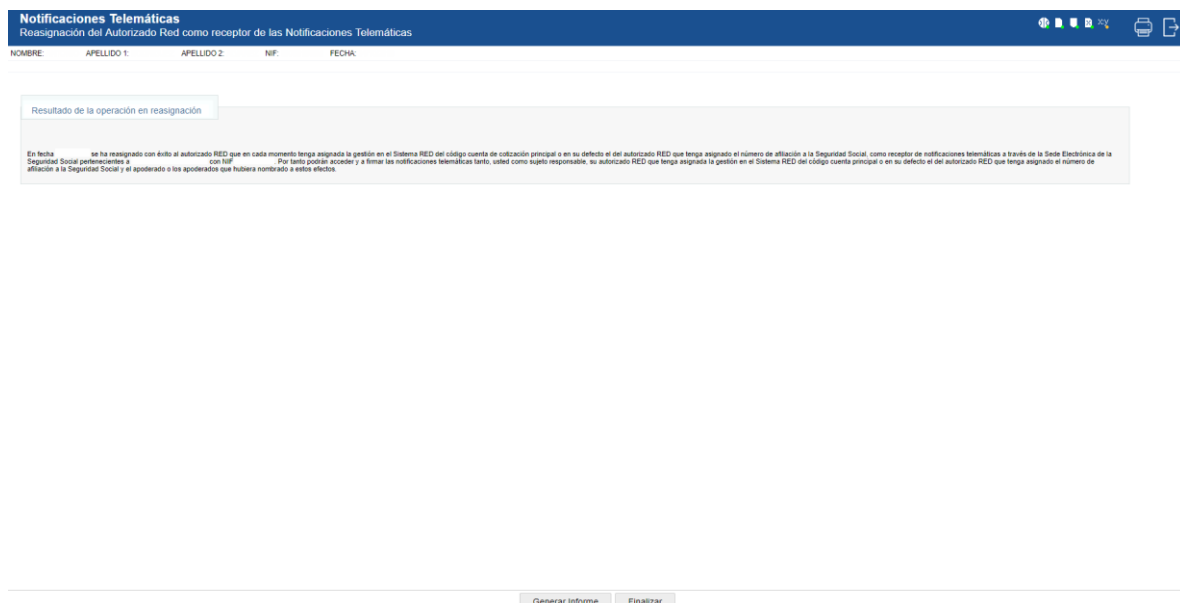 Notificaciones Telemáticas
Reasignación del Autorizado Red como receptor de las Notificaciones Telemáticas
NOMBRE: APELLIDO 1: APELLIDO 2: NIF: FECHA:
Resultado de la operación en reasignación
En fecha se ha reasignado con éxito al autorizado RED que en cada momento tenga asignada la gestión en el Sistema RED del código cuenta de cotización principal o en su defecto el del autorizado RED que tenga asignado el número de afiliación a la Seguridad Social, como receptor de notificaciones telemáticas a través de la Sede Electrónica de la
Seguridad Social pertenecientes a con NIF . Por tanto podrán acceder y a firmar las notificaciones telemáticas tanto, usted como sujeto responsable, su autorizado RED que tenga asignada la gestión en el Sistema RED del código cuenta principal o en su defecto el del autorizado RED que tenga asignado el número de
afiliación a la Seguridad Social y el apoderado o los apoderados que hubiera nombrado a estos efectos.
Generar Informe Finalizar